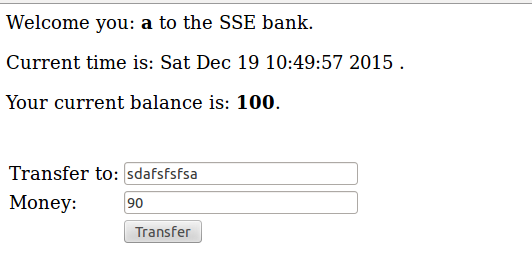 Welcome you: a to the SSE bank.
Current time is: Sat Dec 19 10:49:57 2015 .
Your current balance is: 100.
Transfer to: sdafsfsfsa
Money: 90
Transfer